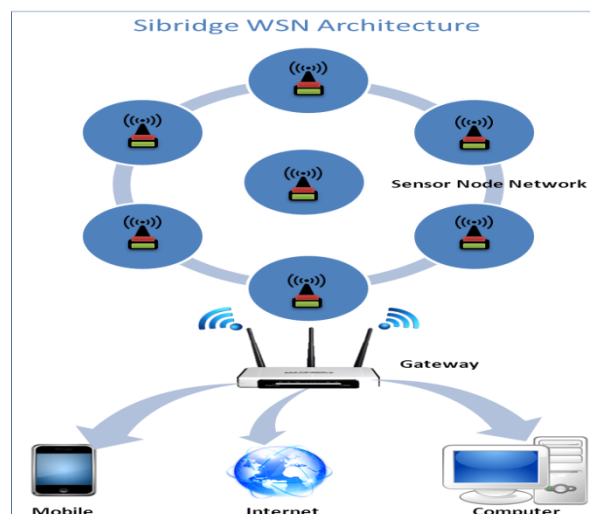 Sibridge WSN Architecture
Sensor Node Network
Gateway
Mobile
Internet
Computer